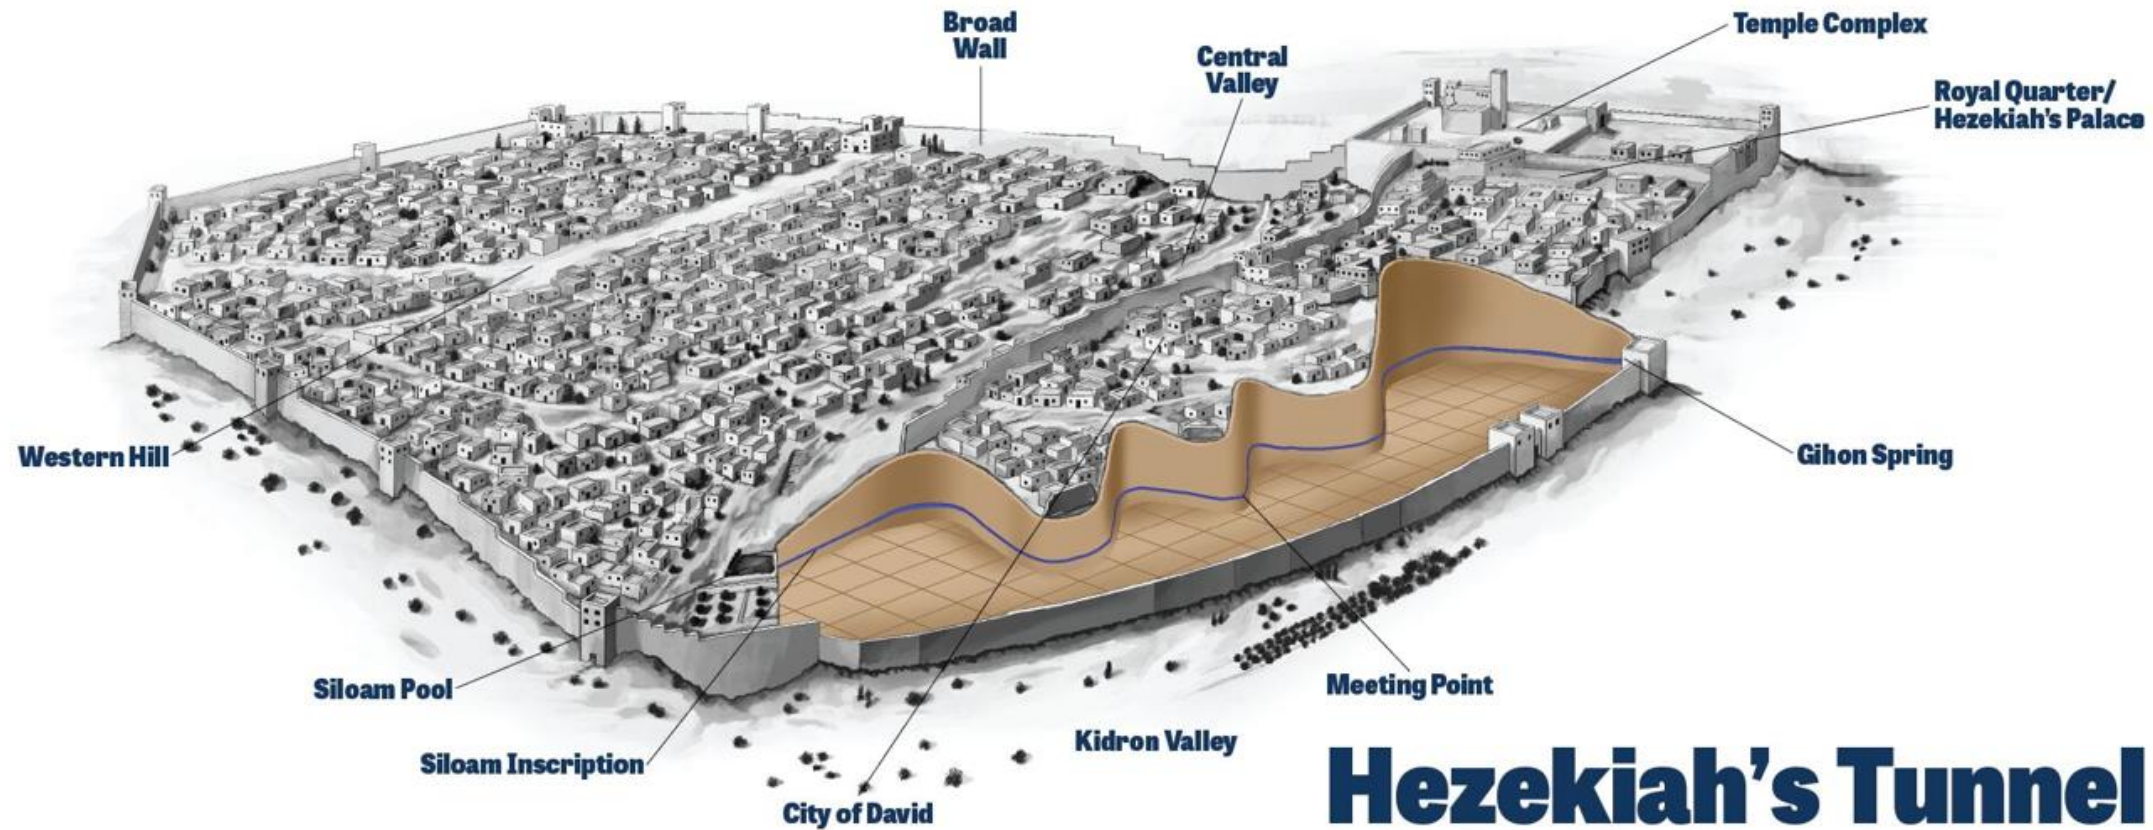 Broad
Wall
Central
Valley
Temple Complex
Royal Quarter/
Hezekiah's Palace
Western Hill
Gihon Spring
Siloam Pool
Meeting Point
Siloam Inscription
Kidron Valley
City of David
Hezekiah's Tunnel